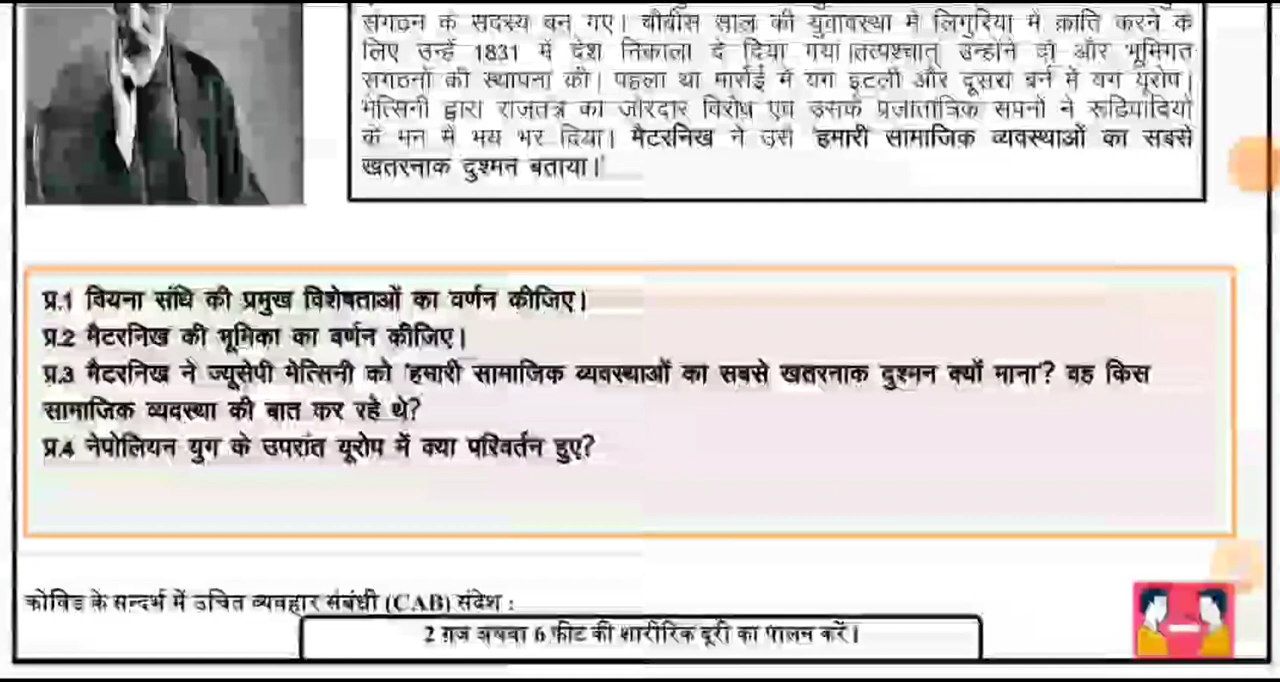 संगठन के सदस्य बन गए। चौबीस साल की युवावस्था में लिगुरिया में क्रांति करने के
लिए उन्हें 1831 में देश निकाला दे दिया गया।तत्पश्चात् उन्होंने दो और भूमिगत
संगठनों की स्थापना की। पहला था मार्सेई में यंग इटली और दूसरा बर्न में यंग यूरोप।
मेत्सिनी द्वारा राजतंत्र का जोरदार विरोध एवं उसके प्रजातांत्रिक सपनों ने रूढिवादियों
के मन में भय भर दिया। मैटरनिख ने उसे 'हमारी सामाजिक व्यवस्थाओं का सबसे
खतरनाक दुश्मन बताया।'
प्र.1 वियना संधि की प्रमुख विशेषताओं का वर्णन कीजिए।
प्र.2 मैटरनिख की भूमिका का वर्णन कीजिए।
प्र.3 मैटरनिख ने ज्यूसेपी मेत्सिनी को 'हमारी सामाजिक व्यवस्थाओं का सबसे खतरनाक दुश्मन क्यों माना'? वह किस
सामाजिक व्यवस्था की बात कर रहे थे?
प्र.4 नेपोलियन युग के उपरांत यूरोप में क्या परिवर्तन हुए?
कोविड के सन्दर्भ में उचित व्यवहार संबंधी (CAB) संदेश :
2 गज अथवा 6 फीट की शारीरिक दूरी का पालन करें।